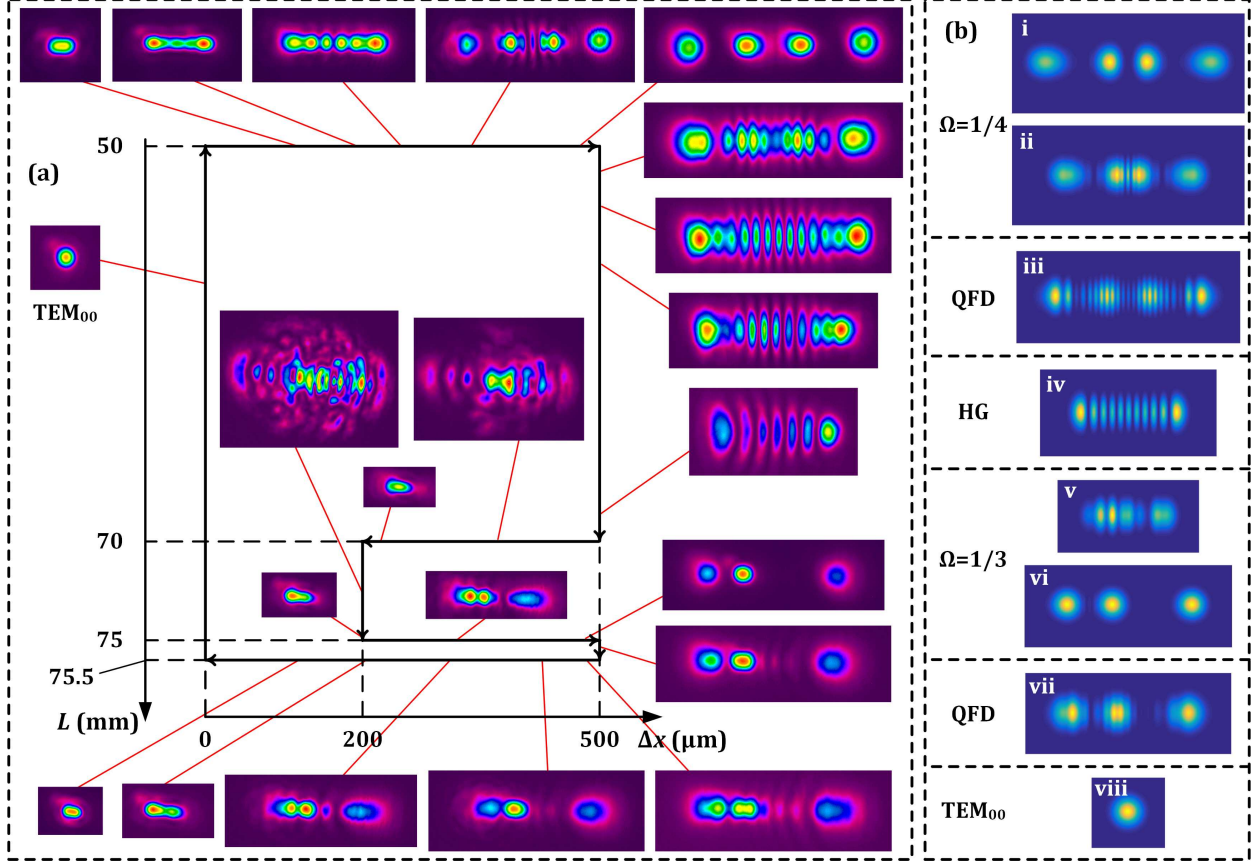 (a)
50
TEM₀₀
70
75
75.5
L (mm)
0
200
500
Δx (μm)
(b)
i
Ω=1/4
ii
iii
QFD
iv
HG
v
Ω=1/3
vi
vii
QFD
viii
TEM₀₀